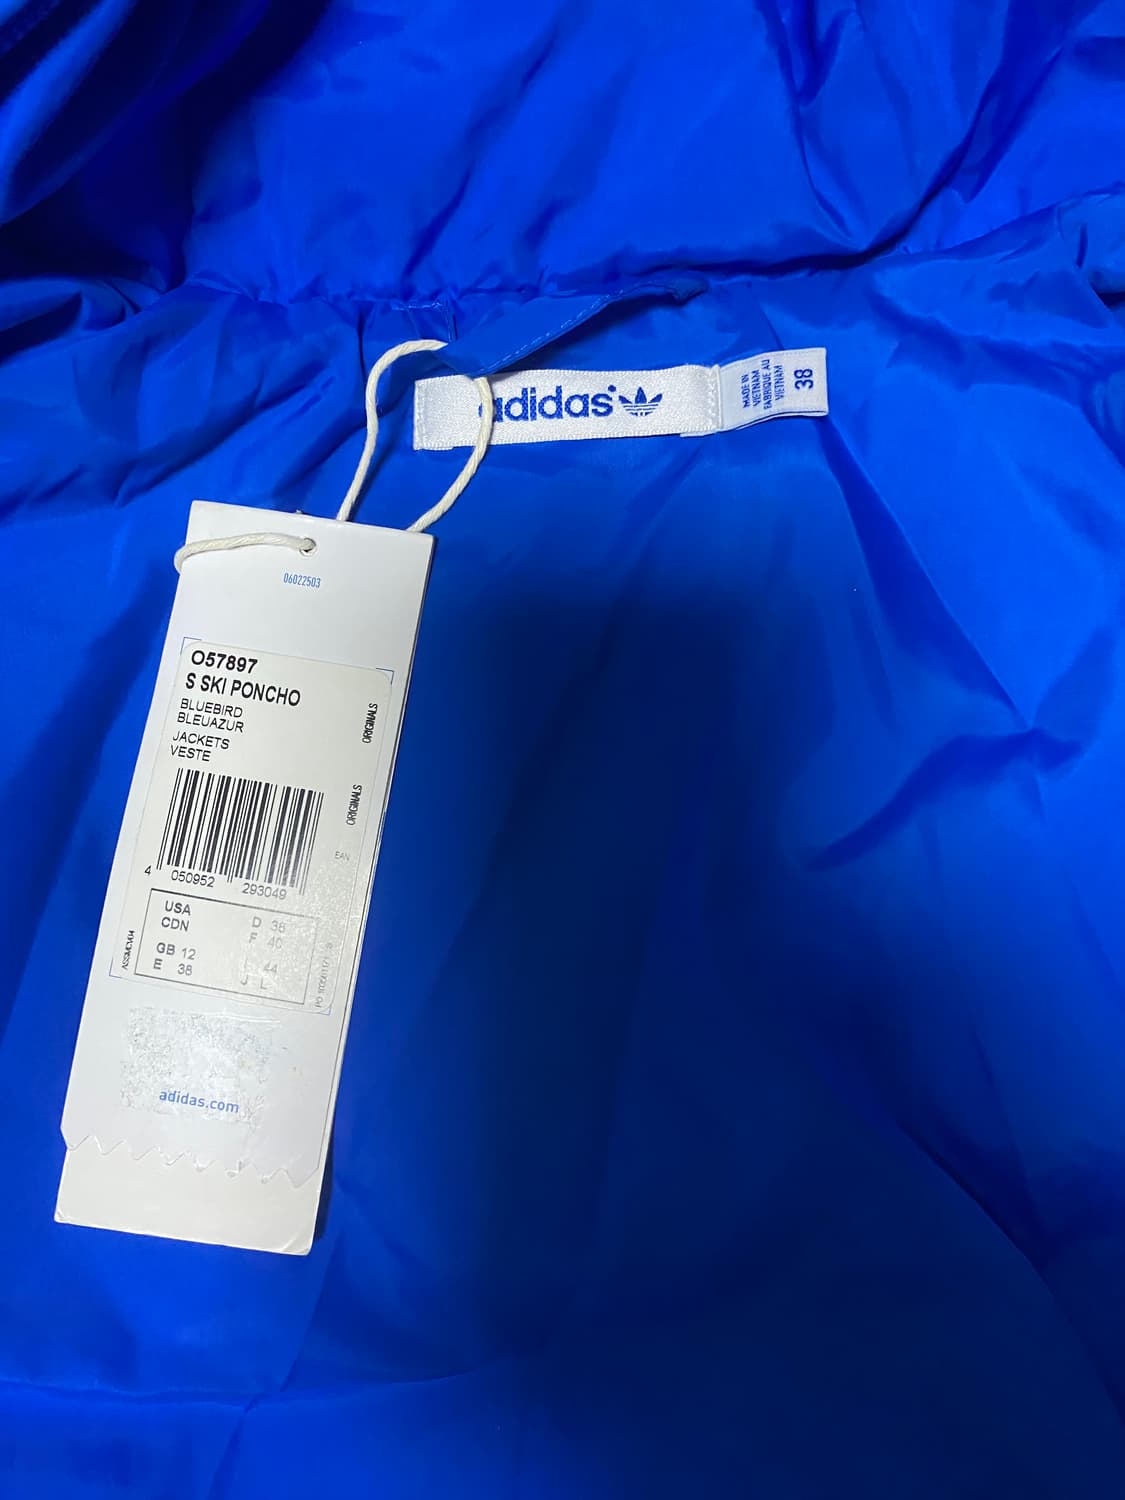 adidas
MADE IN
VIETNAM
FABRIQUE AU
VIETNAM
38
06022503
O57897
S SKI PONCHO
BLUEBIRD
BLEUAZUR
JACKETS
VESTE
ORIGINALS
ORIGINALS
EAN
4 050952 293049
USA
CDN
GB 12
E 38
D 38
F 40
I 44
J L
adidas.com